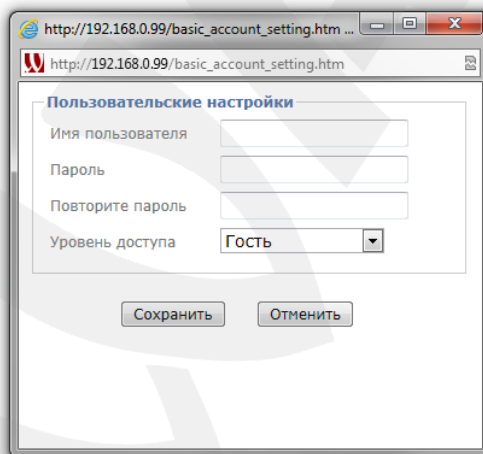 http://192.168.0.99/basic_account_setting.htm ...
http://192.168.0.99/basic_account_setting.htm
Пользовательские настройки
Имя пользователя
Пароль
Повторите пароль
Уровень доступа Гость
Сохранить Отменить